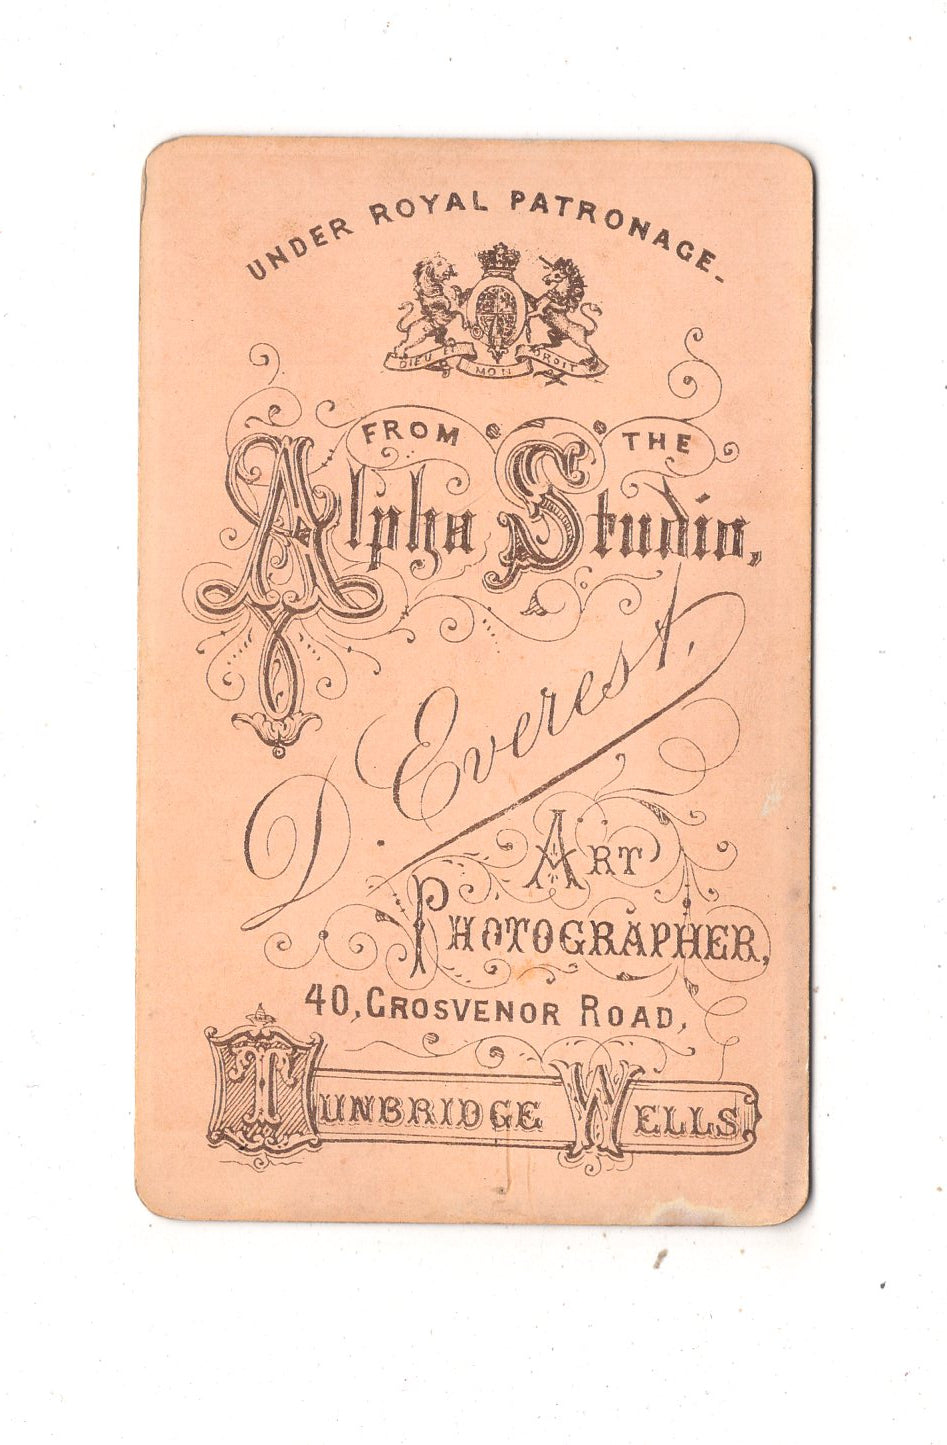 UNDER ROYAL PATRONAGE.
DIEU ET MON DROIT
FROM THE
Alpha Studio,
D. Everest,
ART
PHOTOGRAPHER,
40, GROSVENOR ROAD,
TUNBRIDGE WELLS